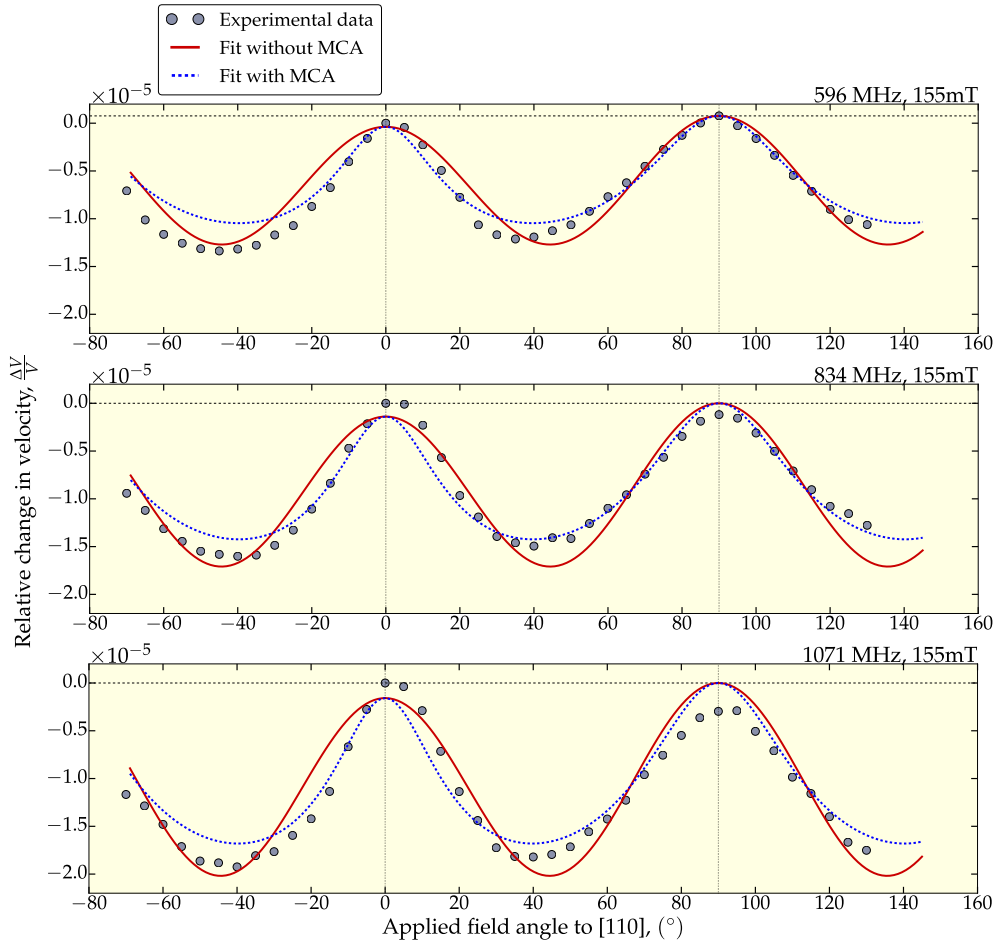 Experimental data
Fit without MCA
Fit with MCA
×10⁻⁵
596 MHz, 155mT
0.0
−0.5
−1.0
−1.5
−2.0
−80 −60 −40 −20 0 20 40 60 80 100 120 140 160
×10⁻⁵
834 MHz, 155mT
0.0
−0.5
−1.0
−1.5
−2.0
−80 −60 −40 −20 0 20 40 60 80 100 120 140 160
Relative change in velocity, ΔV/V
×10⁻⁵
1071 MHz, 155mT
0.0
−0.5
−1.0
−1.5
−2.0
−80 −60 −40 −20 0 20 40 60 80 100 120 140 160
Applied field angle to [110], (°)